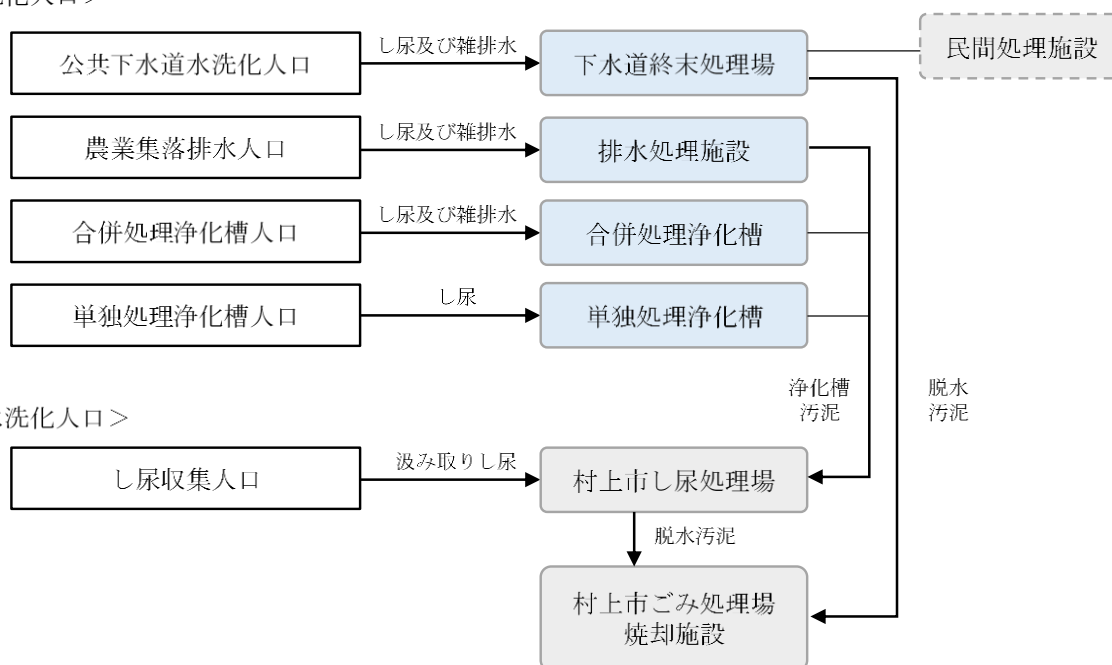 化人口＞
公共下水道水洗化人口
し尿及び雑排水
下水道終末処理場
民間処理施設
農業集落排水人口
し尿及び雑排水
排水処理施設
合併処理浄化槽人口
し尿及び雑排水
合併処理浄化槽
単独処理浄化槽人口
し尿
単独処理浄化槽
浄化槽
汚泥
脱水
汚泥
水洗化人口＞
し尿収集人口
汲み取りし尿
村上市し尿処理場
脱水汚泥
村上市ごみ処理場
焼却施設